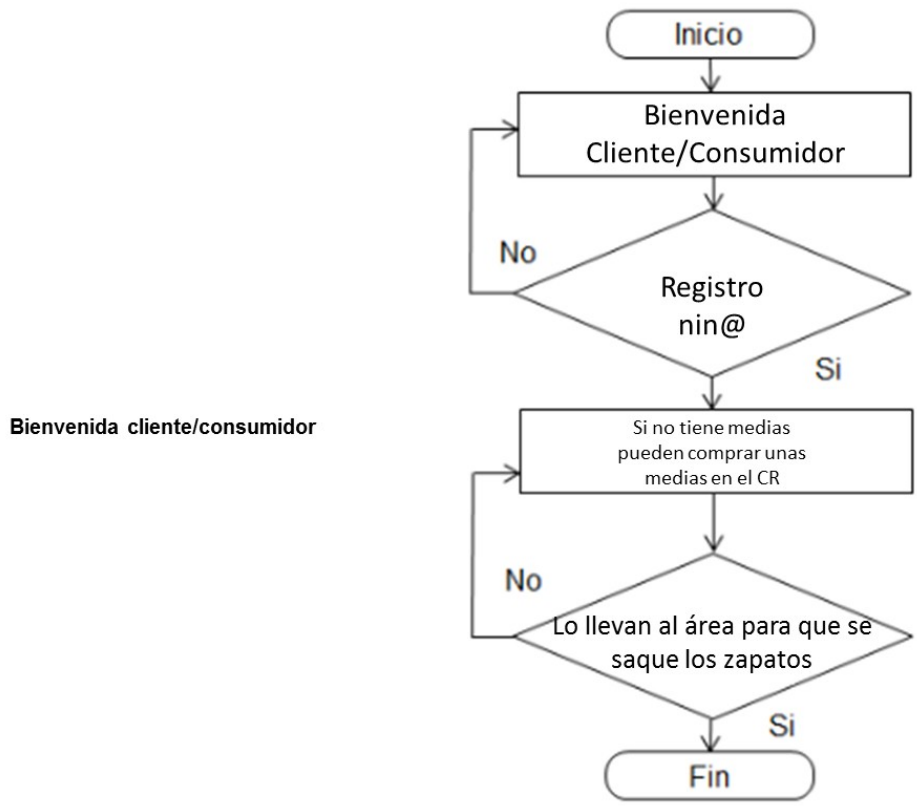 Inicio
Bienvenida
Cliente/Consumidor
No
Registro
nin@
Si
Bienvenida cliente/consumidor
Si no tiene medias
pueden comprar unas
medias en el CR
No
Lo llevan al área para que se
saque los zapatos
Si
Fin